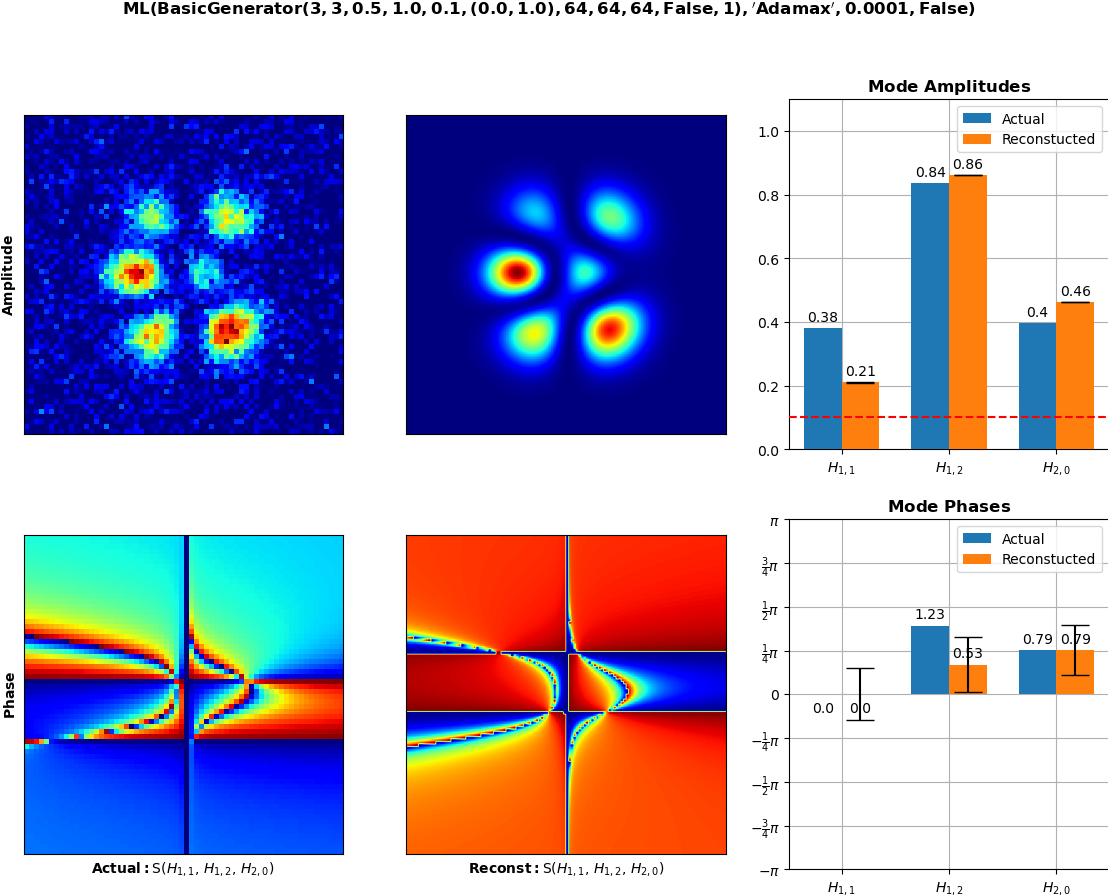 ML(BasicGenerator(3, 3, 0.5, 1.0, 0.1, (0.0, 1.0), 64, 64, 64, False, 1), ′Adamax′, 0.0001, False)
Amplitude
Mode Amplitudes
Actual
Reconstucted
1.0
0.8
0.6
0.4
0.2
0.0
0.38
0.21
0.84
0.86
0.4
0.46
H1,1
H1,2
H2,0
Phase
Actual: S(H1,1, H1,2, H2,0)
Reconst: S(H1,1, H1,2, H2,0)
Mode Phases
Actual
Reconstucted
π
3/4π
1/2π
1/4π
0
−1/4π
−1/2π
−3/4π
−π
0.0
0.0
1.23
0.53
0.79
0.79
H1,1
H1,2
H2,0